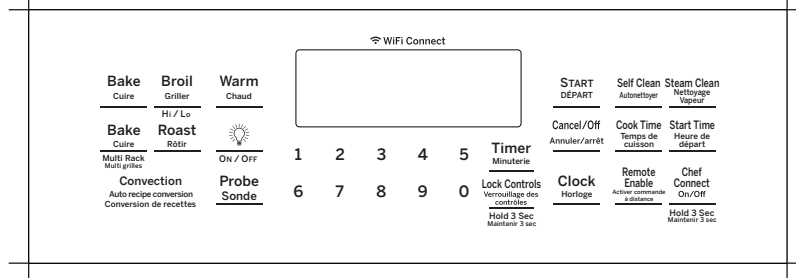 WiFi Connect
Bake
Cuire
Broil
Griller
Hi / Lo
Warm
Chaud
Bake
Cuire
Multi Rack
Multi grilles
Roast
Rôtir
ON / OFF
Convection
Auto recipe conversion
Conversion de recettes
Probe
Sonde
1 2 3 4 5
6 7 8 9 0
Timer
Minuterie
Lock Controls
Verrouillage des
contrôles
Hold 3 Sec
Maintenir 3 sec
START
DÉPART
Self Clean
Autonettoyer
Steam Clean
Nettoyage
Vapeur
Cancel/Off
Annuler/arrêt
Cook Time
Temps de
cuisson
Start Time
Heure de
départ
Clock
Horloge
Remote
Enable
Activer commande
à distance
Chef
Connect
On/Off
Hold 3 Sec
Maintenir 3 sec